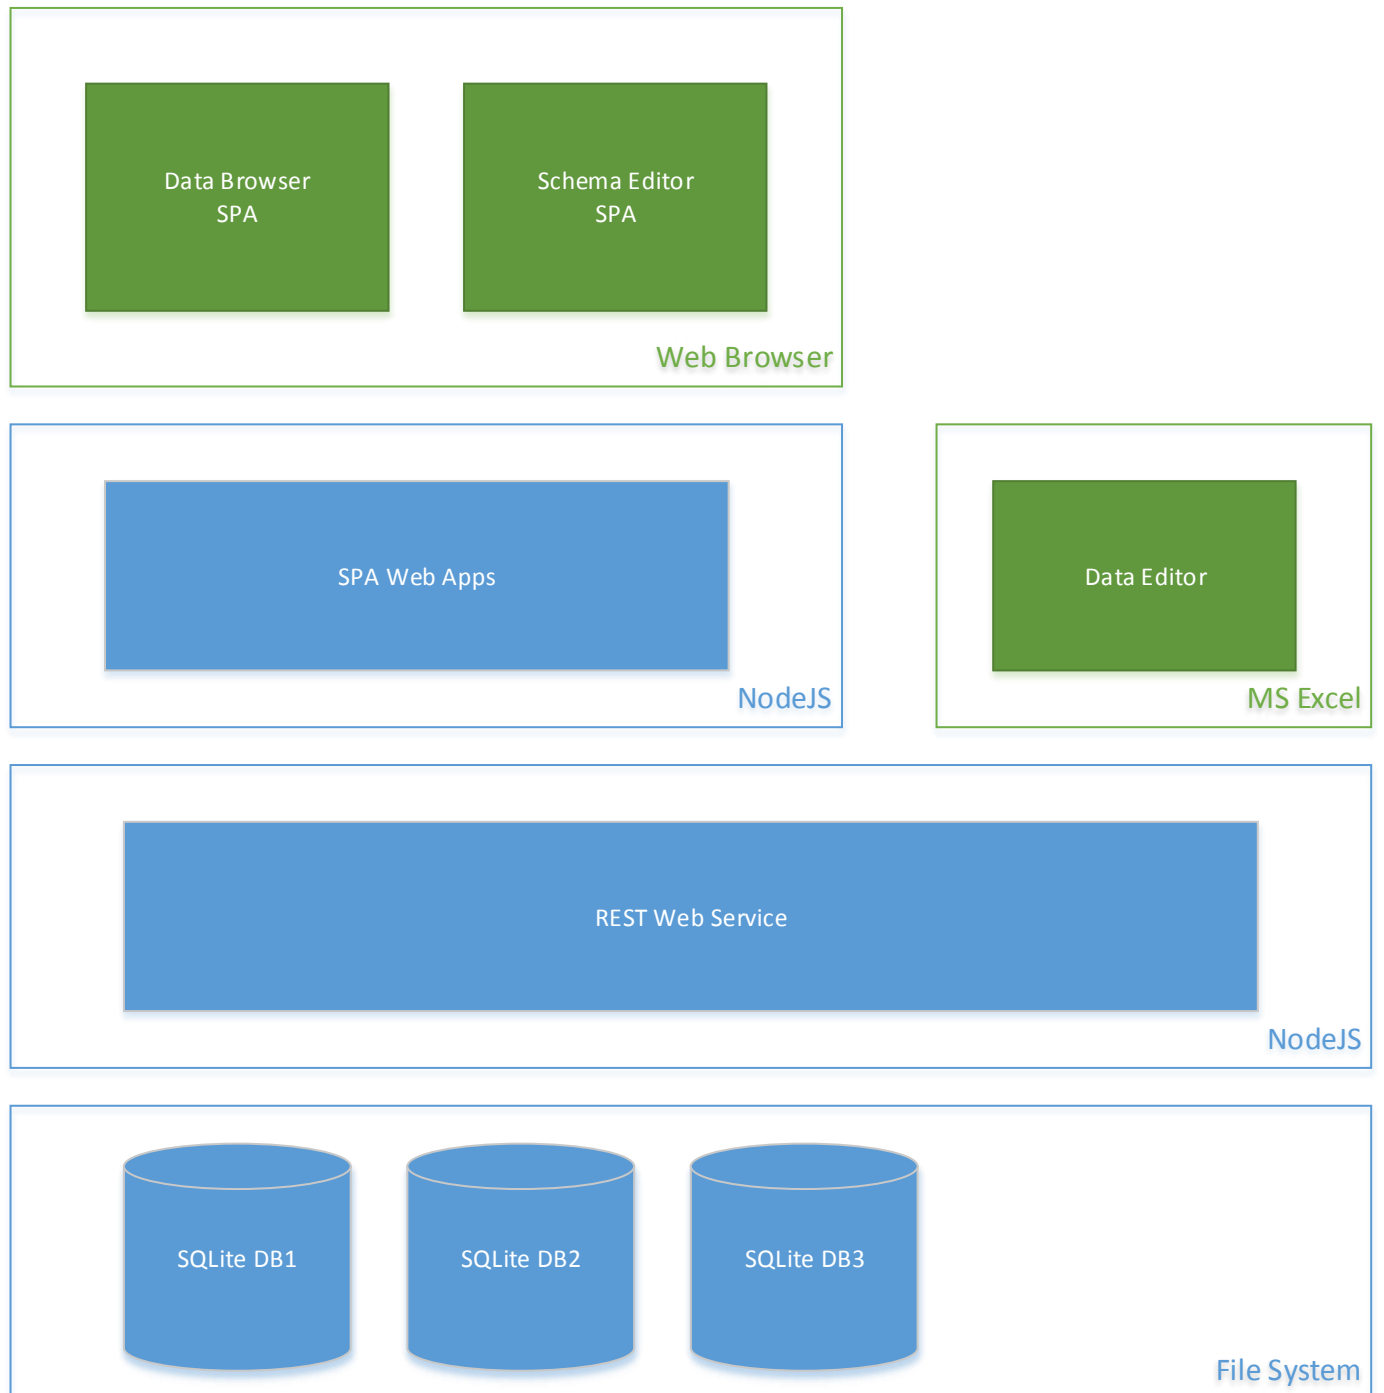 Data Browser
SPA
Schema Editor
SPA
Web Browser
SPA Web Apps
NodeJS
Data Editor
MS Excel
REST Web Service
NodeJS
SQLite DB1
SQLite DB2
SQLite DB3
File System